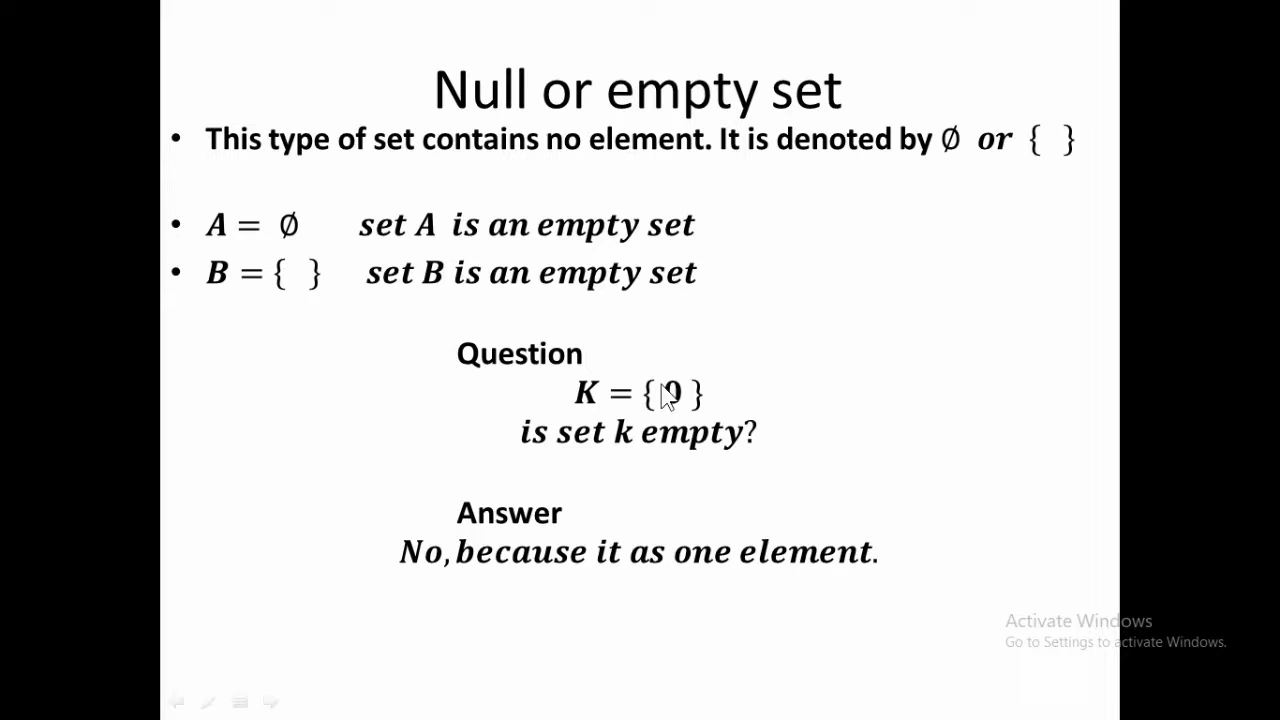 Null or empty set
• This type of set contains no element. It is denoted by ∅ or { }
• A = ∅ set A is an empty set
• B = { } set B is an empty set
Question
K = { 0 }
is set k empty?
Answer
No, because it as one element.
Activate Windows
Go to Settings to activate Windows.